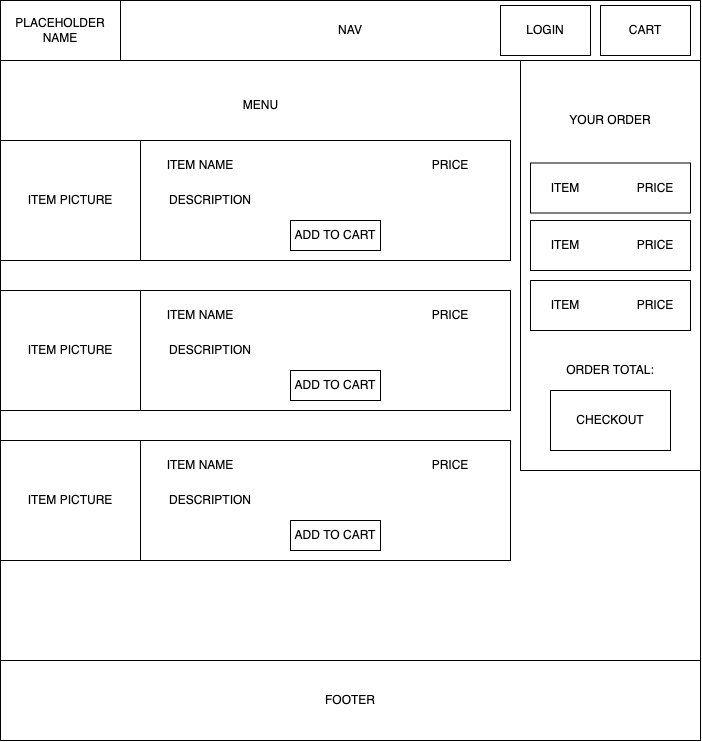 PLACEHOLDER
NAME
NAV
LOGIN
CART
MENU
ITEM PICTURE
ITEM NAME
PRICE
DESCRIPTION
ADD TO CART
ITEM PICTURE
ITEM NAME
PRICE
DESCRIPTION
ADD TO CART
ITEM PICTURE
ITEM NAME
PRICE
DESCRIPTION
ADD TO CART
YOUR ORDER
ITEM
PRICE
ITEM
PRICE
ITEM
PRICE
ORDER TOTAL:
CHECKOUT
FOOTER